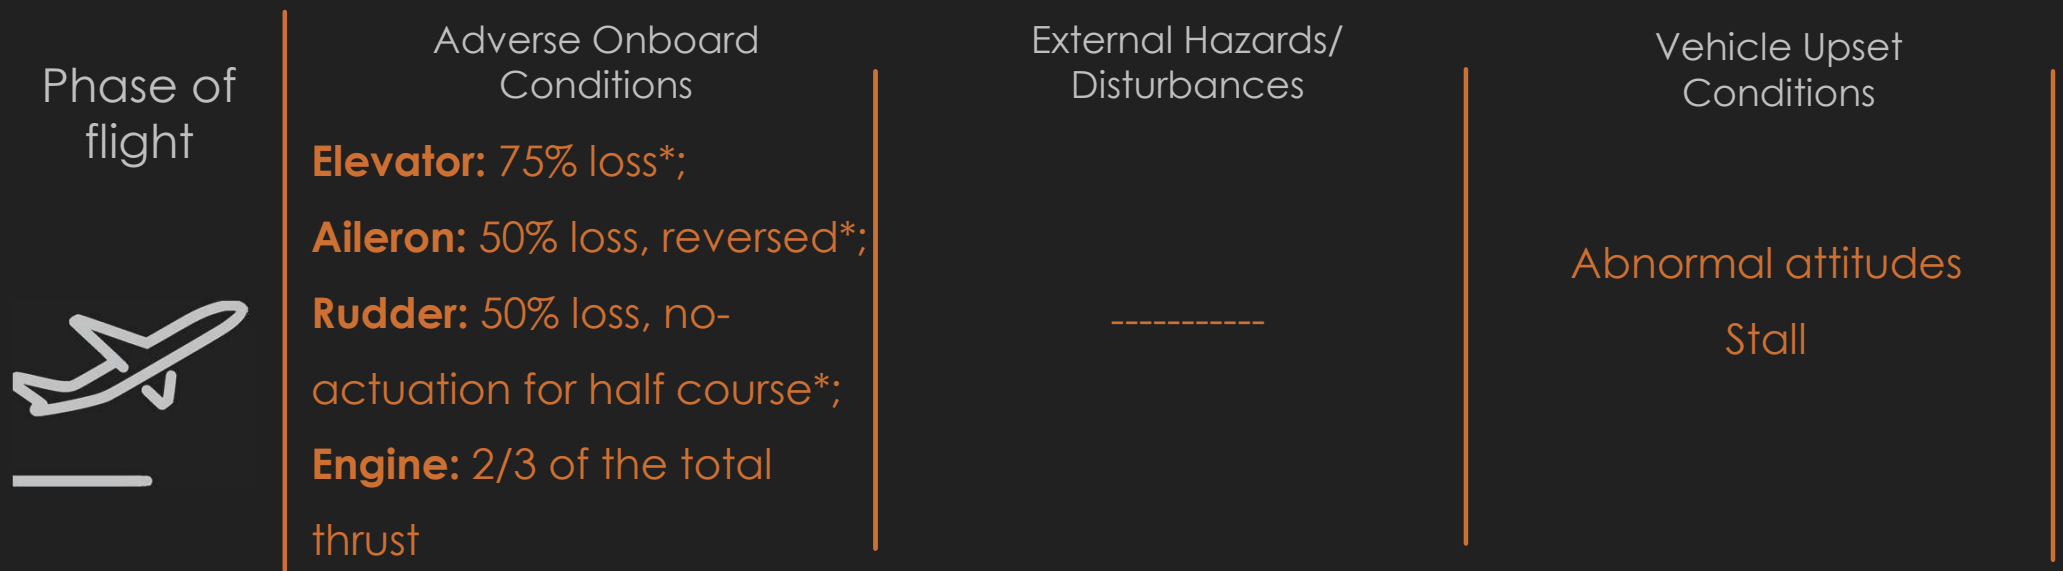 Phase of
flight
Adverse Onboard
Conditions
Elevator: 75% loss*;
Aileron: 50% loss, reversed*;
Rudder: 50% loss, no-
actuation for half course*;
Engine: 2/3 of the total
thrust
External Hazards/
Disturbances
-----------
Vehicle Upset
Conditions
Abnormal attitudes
Stall